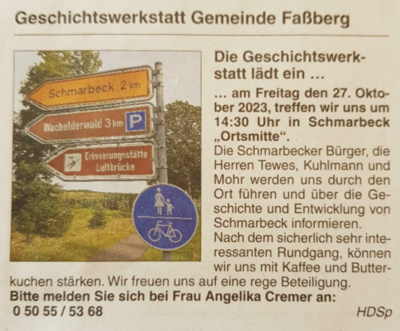 Geschichtswerkstatt Gemeinde Faßberg
Schmarbeck 2 km
Wacholderwald 3 km P
Erinnerungsstätte
Luftbrücke
Die Geschichtswerk-
statt lädt ein ...
... am Freitag den 27. Okto-
ber 2023, treffen wir uns um
14:30 Uhr in Schmarbeck
„Ortsmitte“.
Die Schmarbecker Bürger, die
Herren Tewes, Kuhlmann und
Mohr werden uns durch den
Ort führen und über die Ge-
schichte und Entwicklung von
Schmarbeck informieren.
Nach dem sicherlich sehr inte-
ressanten Rundgang, können
wir uns mit Kaffee und Butter-
kuchen stärken. Wir freuen uns auf eine rege Beteiligung.
Bitte melden Sie sich bei Frau Angelika Cremer an:
0 50 55 / 53 68
HDSp